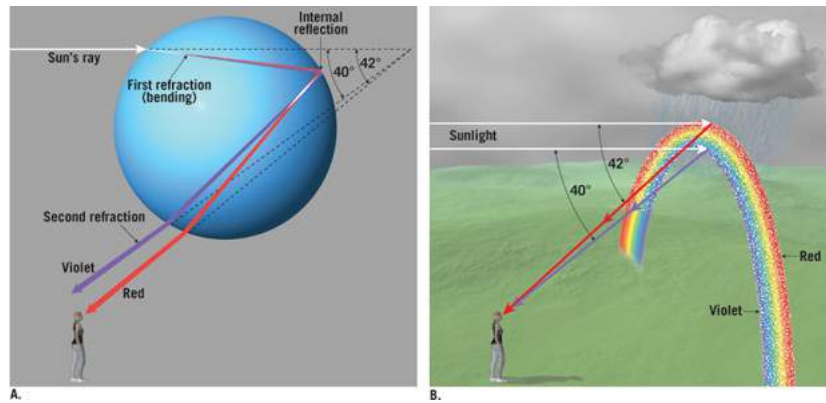 Internal
reflection
Sun's ray
40°
42°
First refraction
(bending)
Second refraction
Violet
Red
A.
Sunlight
42°
40°
Red
Violet
B.